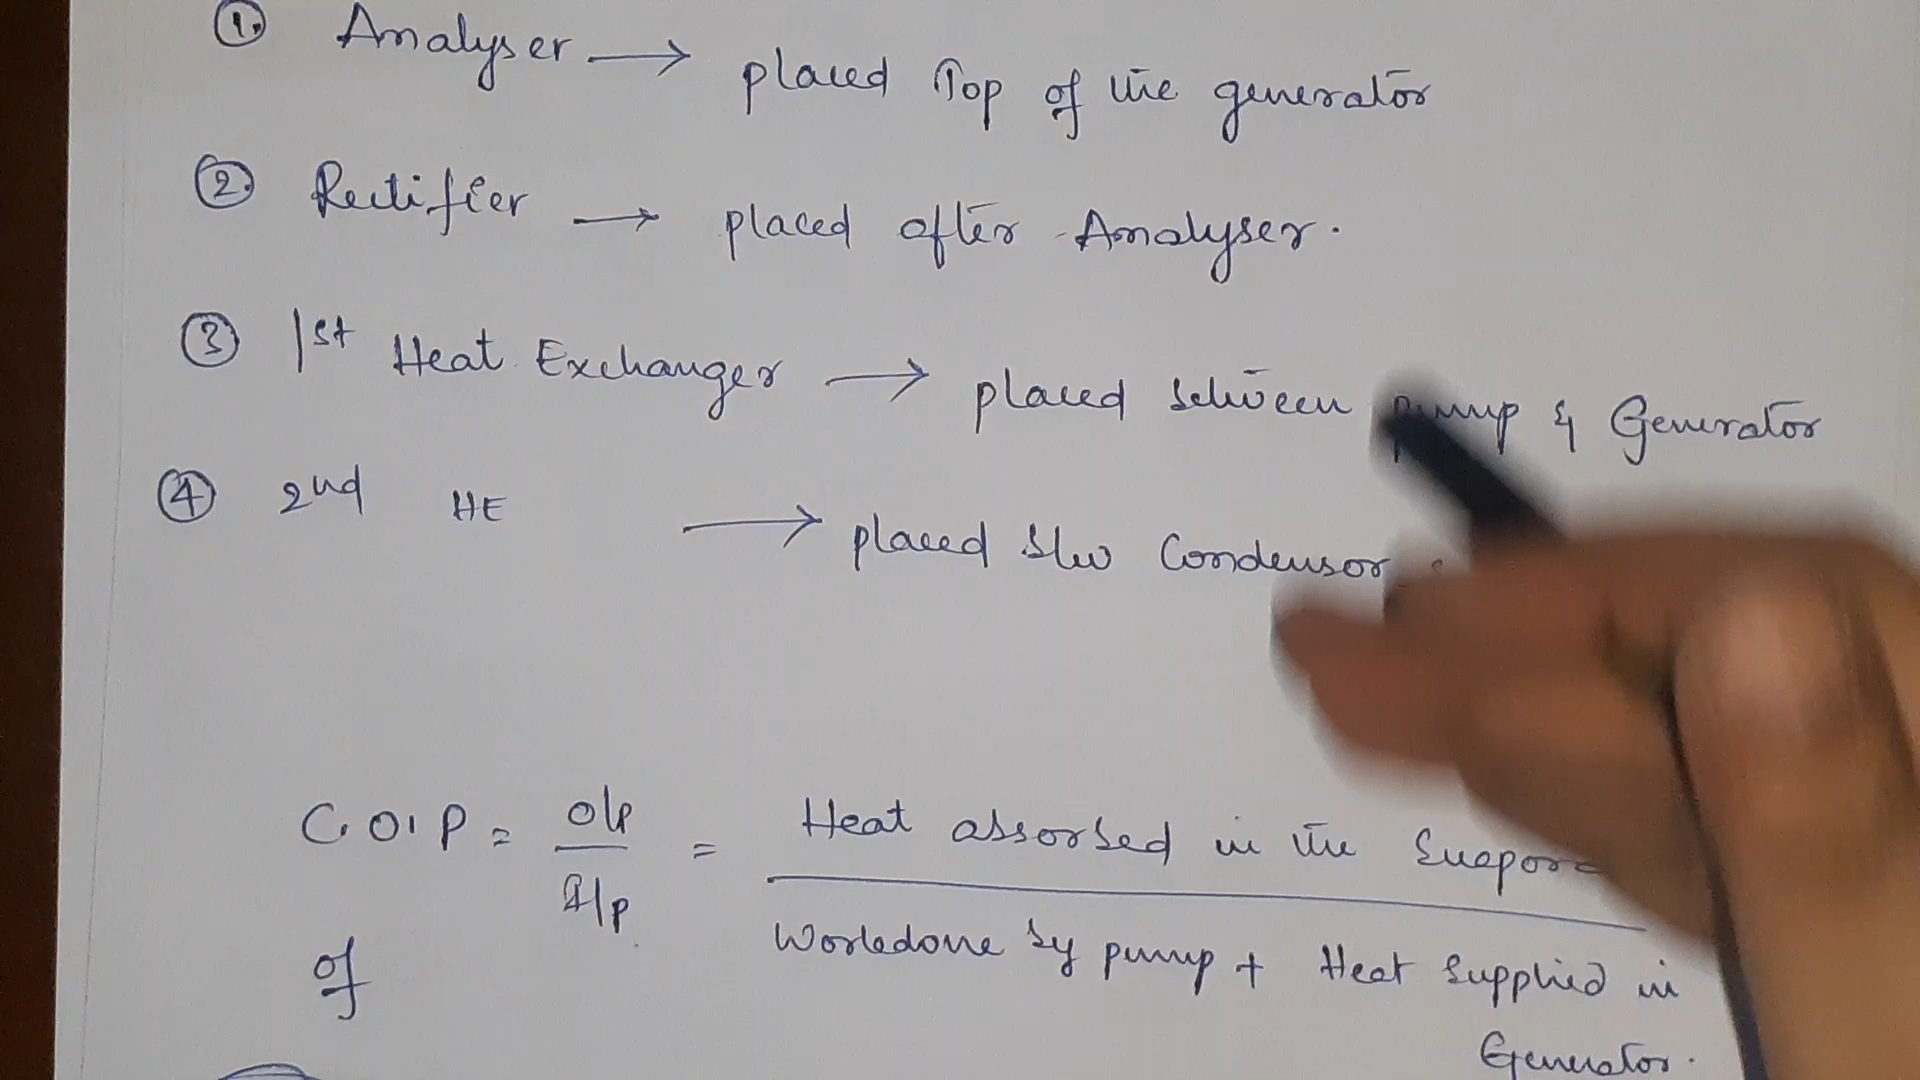 1. Analyser → placed Top of the generator
2. Rectifier → placed after Analyser.
3 1st Heat Exchanger → placed between pump & Generator
4 2nd HE → placed b/w Condensor
C.O.P = O/p / I/p = Heat absorbed in the / Workdone by pump + Heat Supplied in Generator.
of